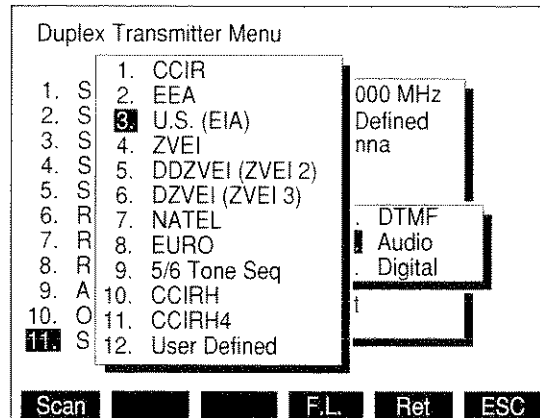 Duplex Transmitter Menu
1. CCIR
2. EEA
3. U.S. (EIA)
4. ZVEI
5. DDZVEI (ZVEI 2)
6. DZVEI (ZVEI 3)
7. NATEL
8. EURO
9. 5/6 Tone Seq
10. CCIRH
11. CCIRH4
12. User Defined
1. S
2. S
3. S
4. S
5. S
6. R
7. R
8. R
9. A
10. O
11. S
000 MHz
Defined
nna
. DTMF
Audio
. Digital
t
Scan F.L. Ret ESC